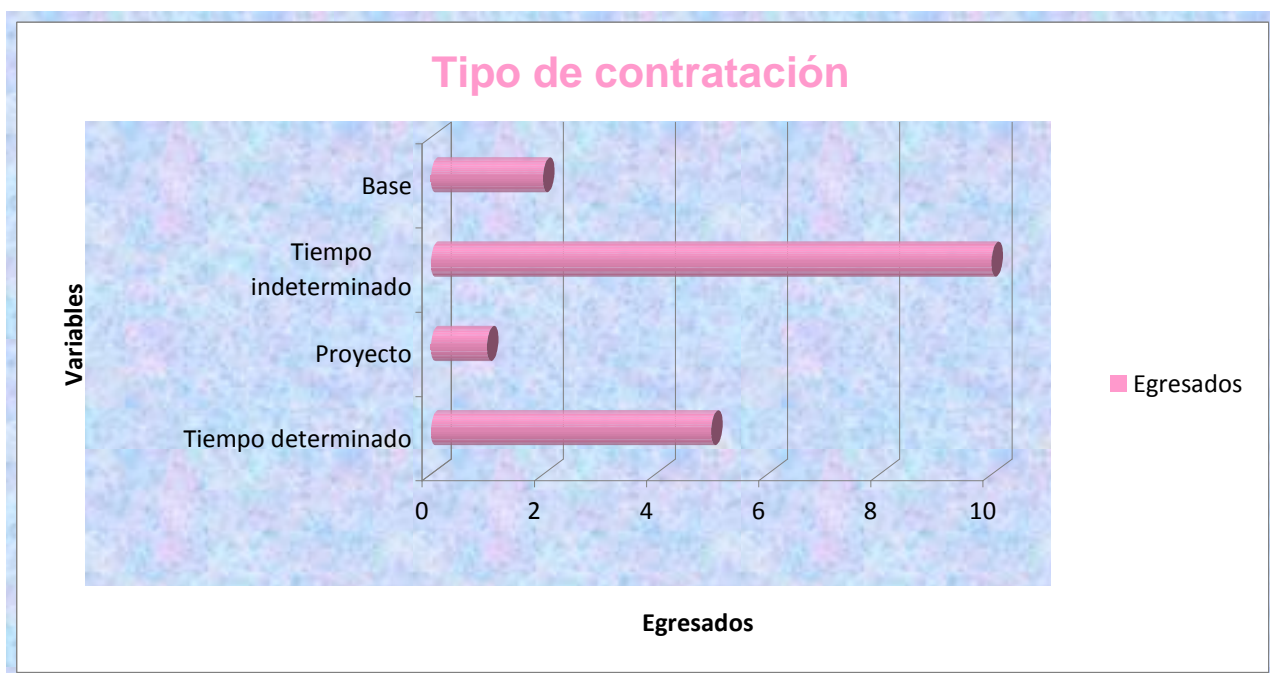 Tipo de contratación
Variables
Base
Tiempo
indeterminado
Proyecto
Tiempo determinado
0 2 4 6 8 10
Egresados
Egresados